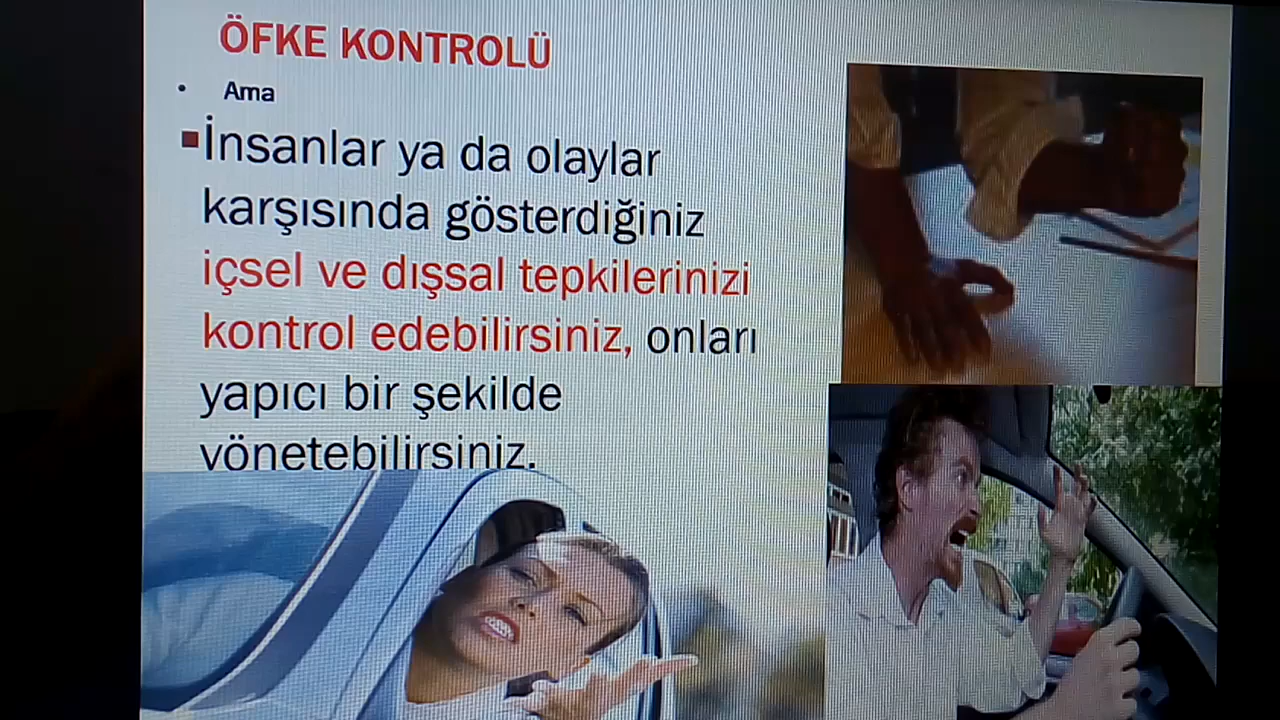 ÖFKE KONTROLÜ
• Ama
▪İnsanlar ya da olaylar
karşısında gösterdiğiniz
içsel ve dışsal tepkilerinizi
kontrol edebilirsiniz, onları
yapıcı bir şekilde
yönetebilirsiniz.